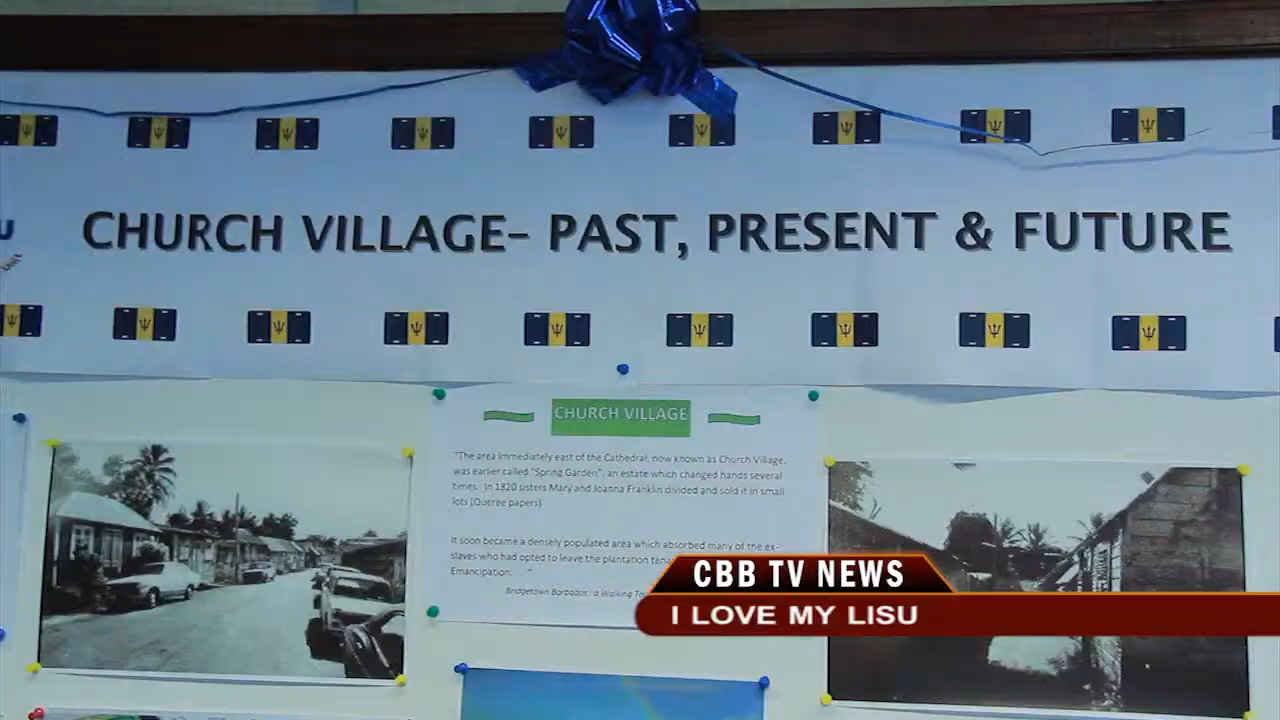 U
CHURCH VILLAGE- PAST, PRESENT & FUTURE
CHURCH VILLAGE
"The area immediately east of the Cathedral, now known as Church Village,
was earlier called "Spring Garden", an estate which changed hands several
times. In 1820 sisters Mary and Joanna Franklin divided and sold it in small
lots (Queree papers)
It soon became a densely populated area which absorbed many of the ex-
slaves who had opted to leave the plantation
Emancipation. "
Bridgetown Barbados: a Walking
CBB TV NEWS
I LOVE MY LISU